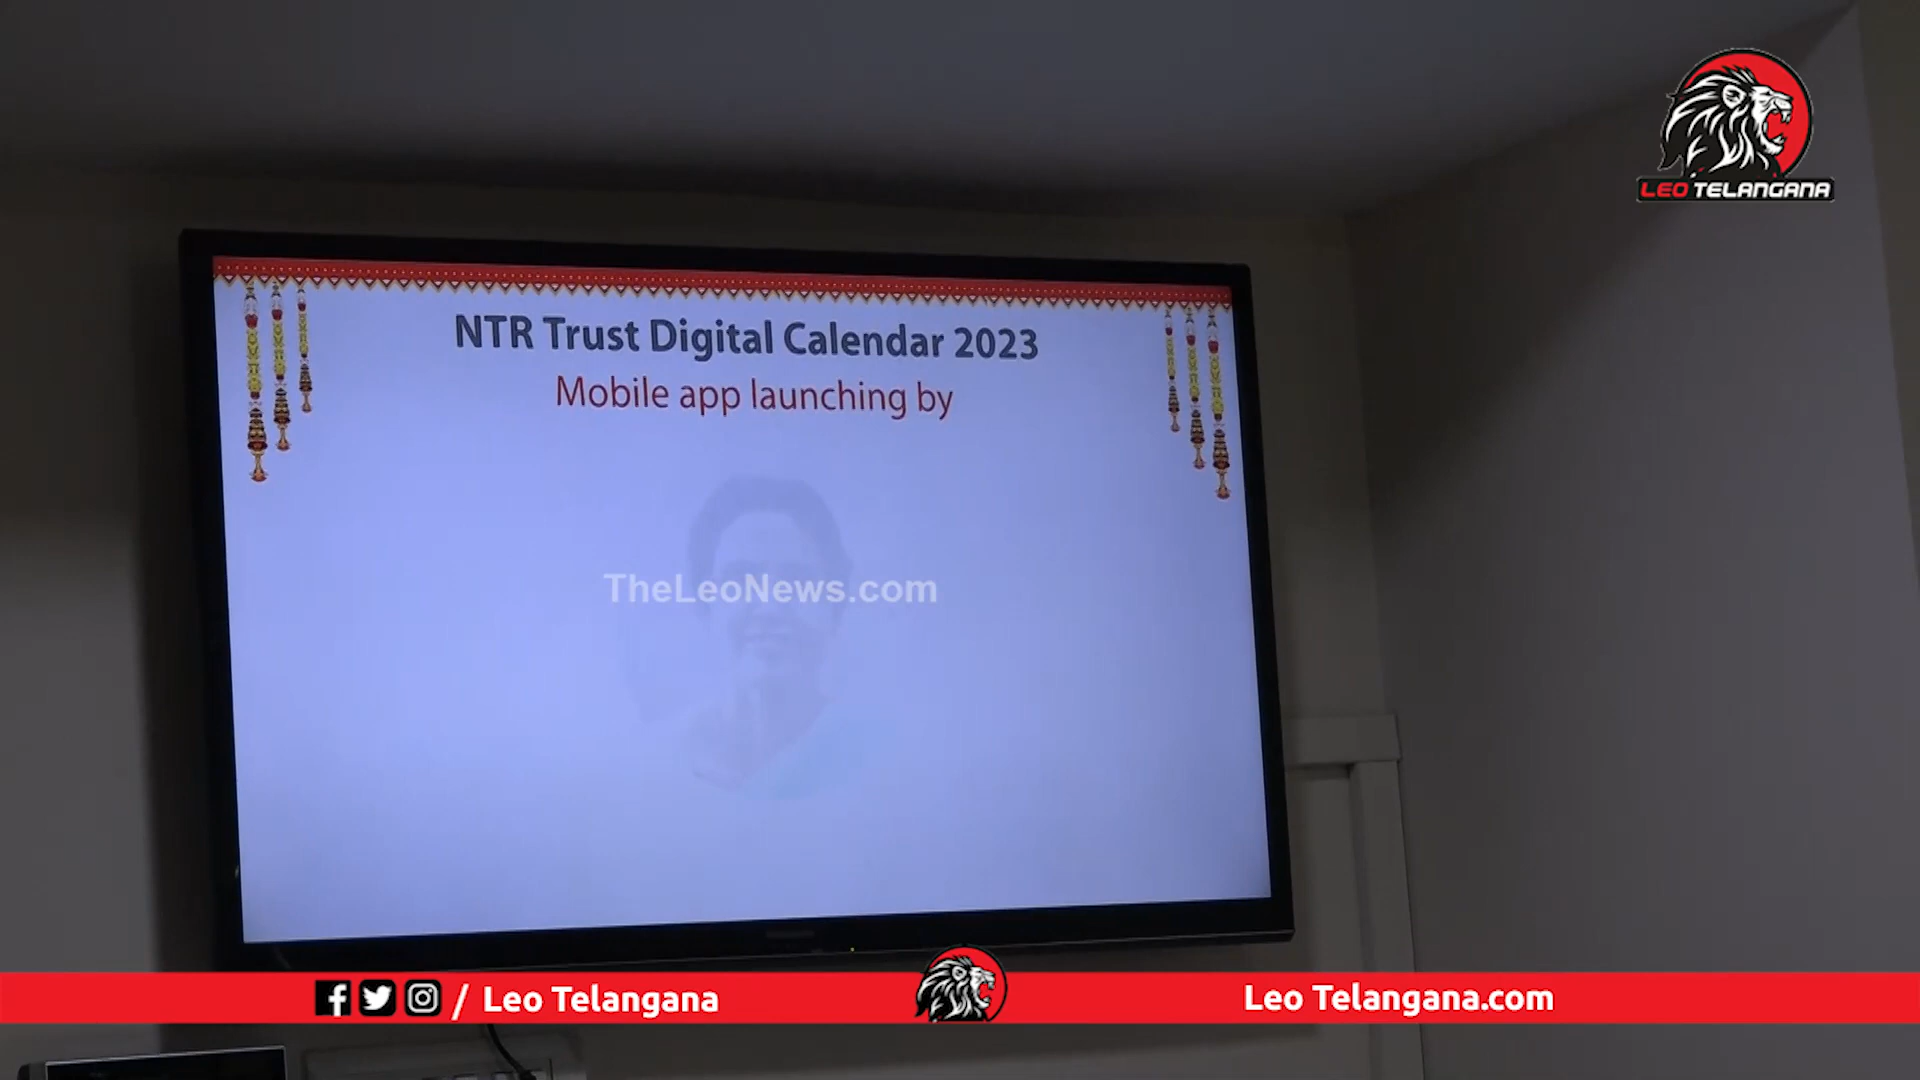 LEO TELANGANA
NTR Trust Digital Calendar 2023
Mobile app launching by
TheLeoNews.com
/ Leo Telangana
Leo Telangana.com